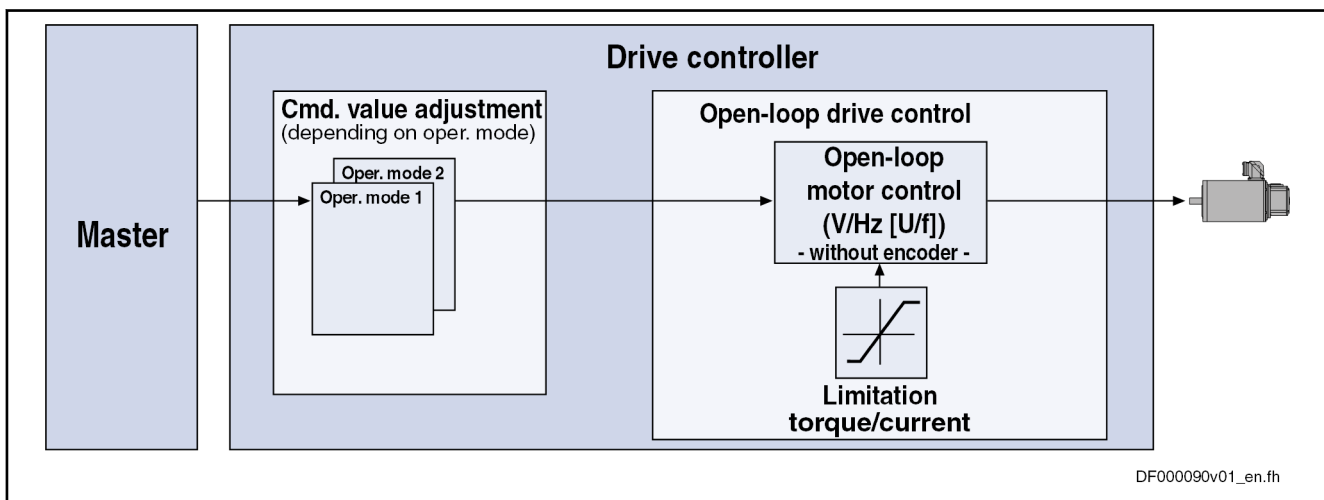 Drive controller
Master
Cmd. value adjustment
(depending on oper. mode)
Oper. mode 2
Oper. mode 1
Open-loop drive control
Open-loop
motor control
(V/Hz [U/f])
- without encoder -
Limitation
torque/current
DF000090v01_en.fh